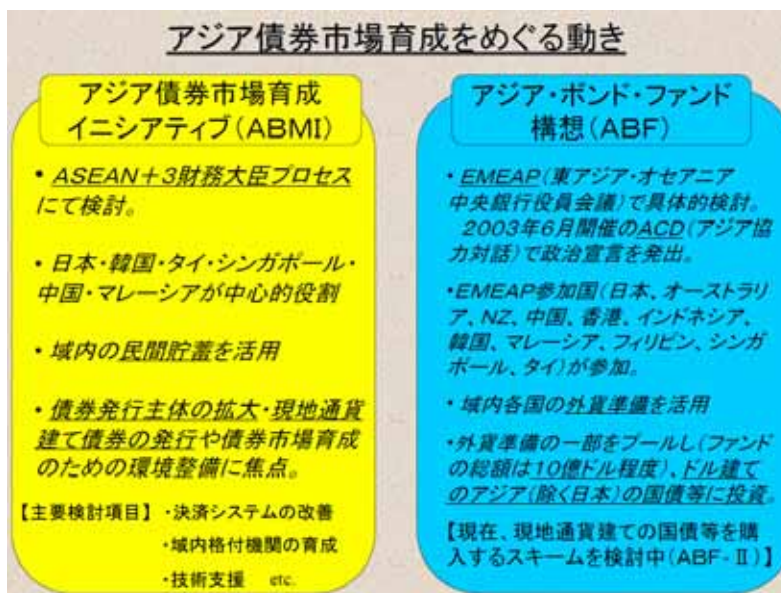 アジア債券市場育成をめぐる動き
アジア債券市場育成
イニシアティブ(ABMI)
・ASEAN+3財務大臣プロセス
にて検討。
・日本・韓国・タイ・シンガポール・
中国・マレーシアが中心的役割
・域内の民間貯蓄を活用
・債券発行主体の拡大・現地通貨
建て債券の発行や債券市場育成
のための環境整備に焦点。
【主要検討項目】 ・決済システムの改善
・域内格付機関の育成
・技術支援 etc.
アジア・ボンド・ファンド
構想(ABF)
・EMEAP(東アジア・オセアニア
中央銀行役員会議)で具体的検討。
2003年6月開催のACD(アジア協
力対話)で政治宣言を発出。
・EMEAP参加国(日本、オーストラリ
ア、NZ、中国、香港、インドネシア、
韓国、マレーシア、フィリピン、シンガ
ポール、タイ)が参加。
・域内各国の外貨準備を活用
・外貨準備の一部をプールし(ファンド
の総額は10億ドル程度)、ドル建て
のアジア(除く日本)の国債等に投資。
【現在、現地通貨建ての国債等を購
入するスキームを検討中(ABF-Ⅱ)】